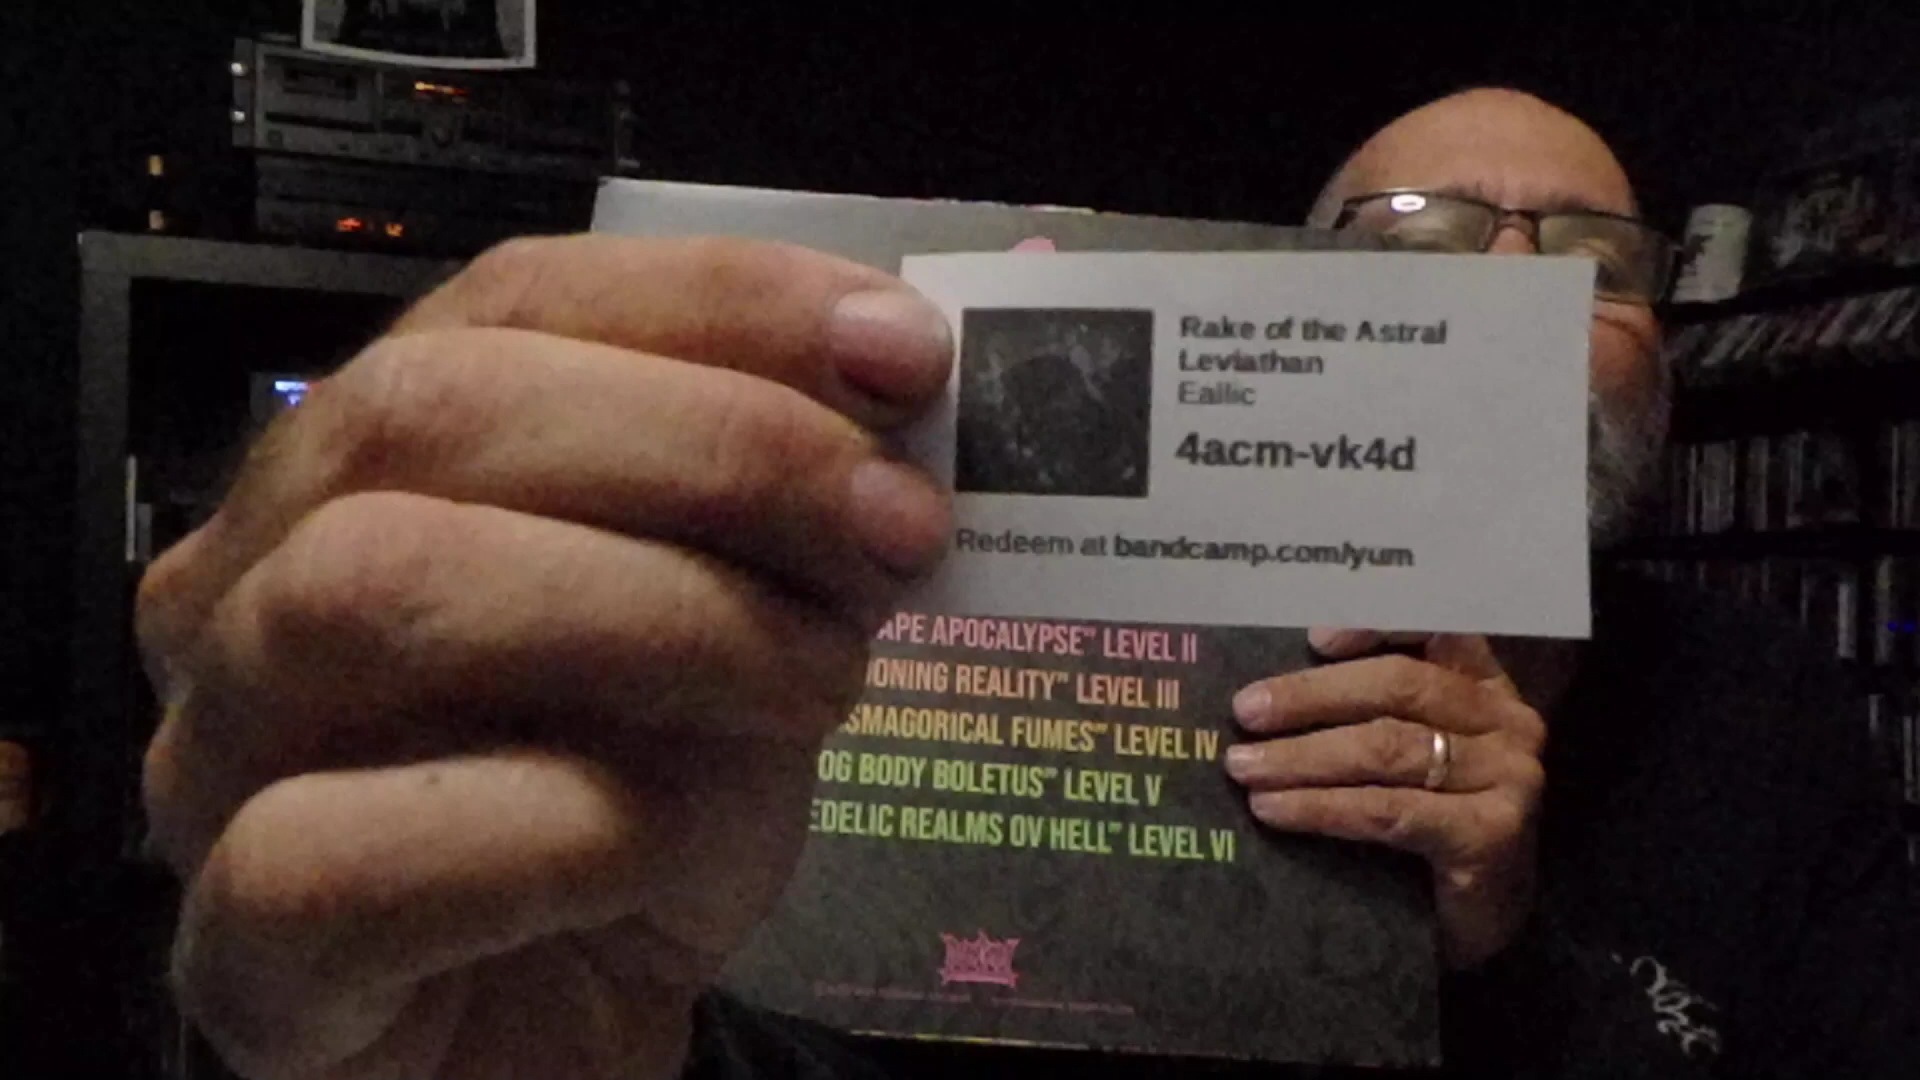 Rake of the Astral
Leviathan
Eallic
4acm-vk4d
Redeem at bandcamp.com/yum
APE APOCALYPSE" LEVEL II
ONING REALITY" LEVEL III
SMAGORICAL FUMES" LEVEL IV
OG BODY BOLETUS" LEVEL V
EDELIC REALMS OV HELL" LEVEL VI